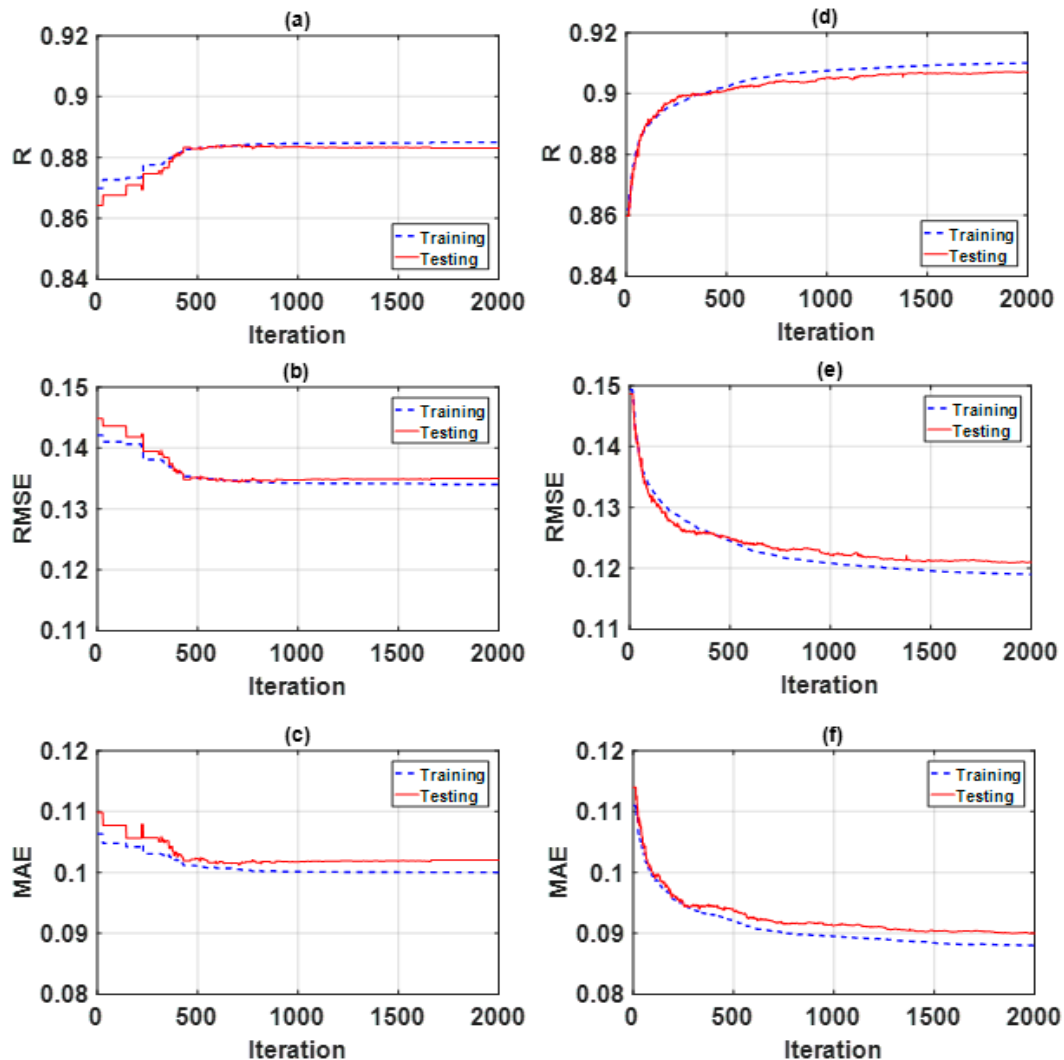 (a)
0.92
0.9
0.88
0.86
0.84
R
Training
Testing
0 500 1000 1500 2000
Iteration
(d)
0.92
0.9
0.88
0.86
0.84
R
Training
Testing
0 500 1000 1500 2000
Iteration
(b)
0.15
0.14
0.13
0.12
0.11
RMSE
Training
Testing
0 500 1000 1500 2000
Iteration
(e)
0.15
0.14
0.13
0.12
0.11
RMSE
Training
Testing
0 500 1000 1500 2000
Iteration
(c)
0.12
0.11
0.1
0.09
0.08
MAE
Training
Testing
0 500 1000 1500 2000
Iteration
(f)
0.12
0.11
0.1
0.09
0.08
MAE
Training
Testing
0 500 1000 1500 2000
Iteration